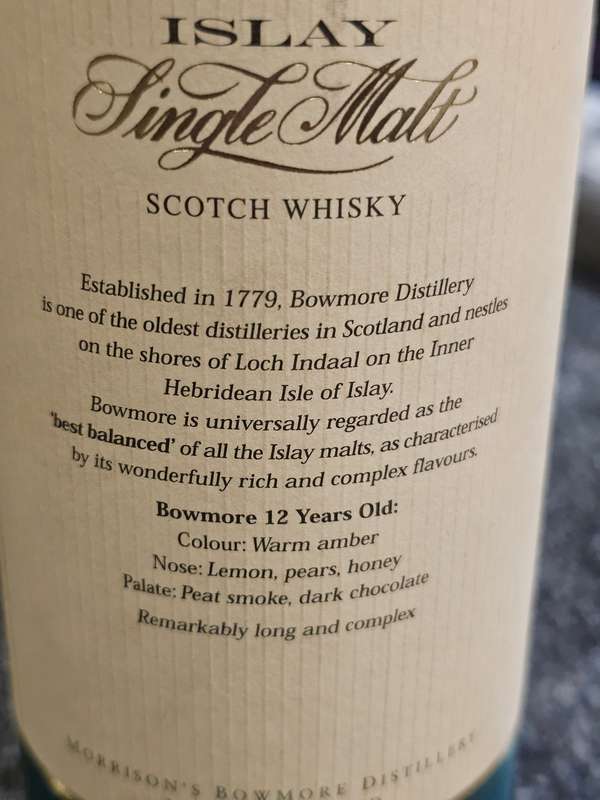 ISLAY
Single Malt
SCOTCH WHISKY
Established in 1779, Bowmore Distillery
is one of the oldest distilleries in Scotland and nestles
on the shores of Loch Indaal on the Inner
Hebridean Isle of Islay.
Bowmore is universally regarded as the
'best balanced' of all the Islay malts, as characterised
by its wonderfully rich and complex flavours.
Bowmore 12 Years Old:
Colour: Warm amber
Nose: Lemon, pears, honey
Palate: Peat smoke, dark chocolate
Remarkably long and complex
MORRISON'S BOWMORE DISTILLERY